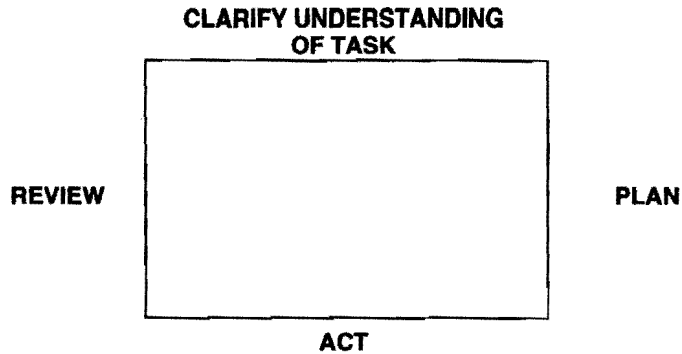 CLARIFY UNDERSTANDING
OF TASK
REVIEW
PLAN
ACT